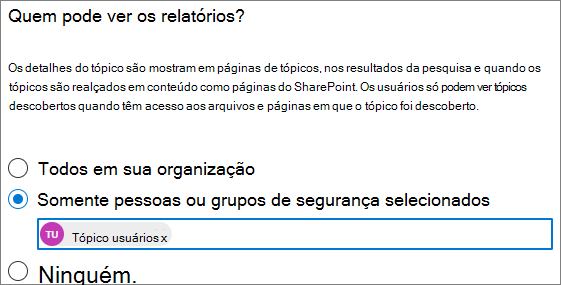 Quem pode ver os relatórios?
Os detalhes do tópico são mostram em páginas de tópicos, nos resultados da pesquisa e quando os
tópicos são realçados em conteúdo como páginas do SharePoint. Os usuários só podem ver tópicos
descobertos quando têm acesso aos arquivos e páginas em que o tópico foi descoberto.
Todos em sua organização
Somente pessoas ou grupos de segurança selecionados
TU Tópico usuários x
Ninguém.